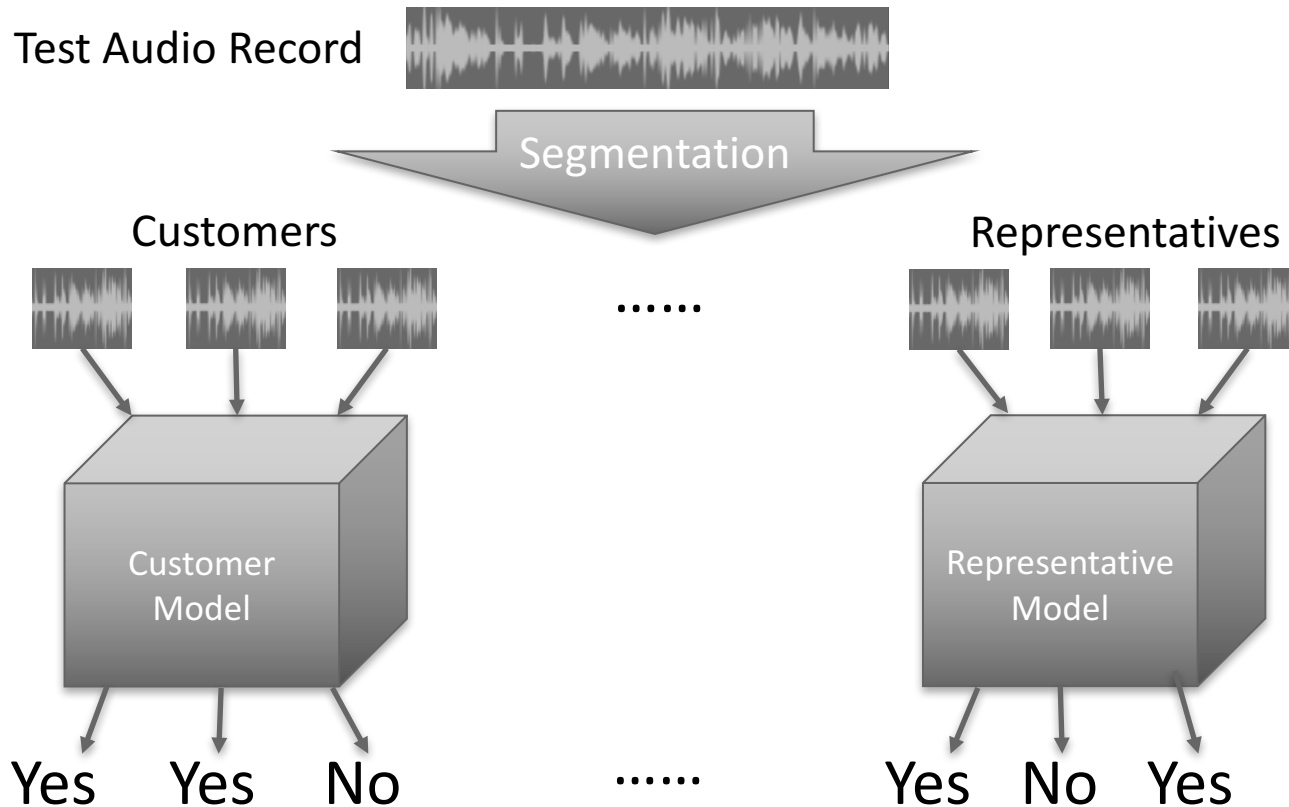 Test Audio Record
Segmentation
Customers
Representatives
......
Customer
Model
Representative
Model
Yes Yes No ...... Yes No Yes